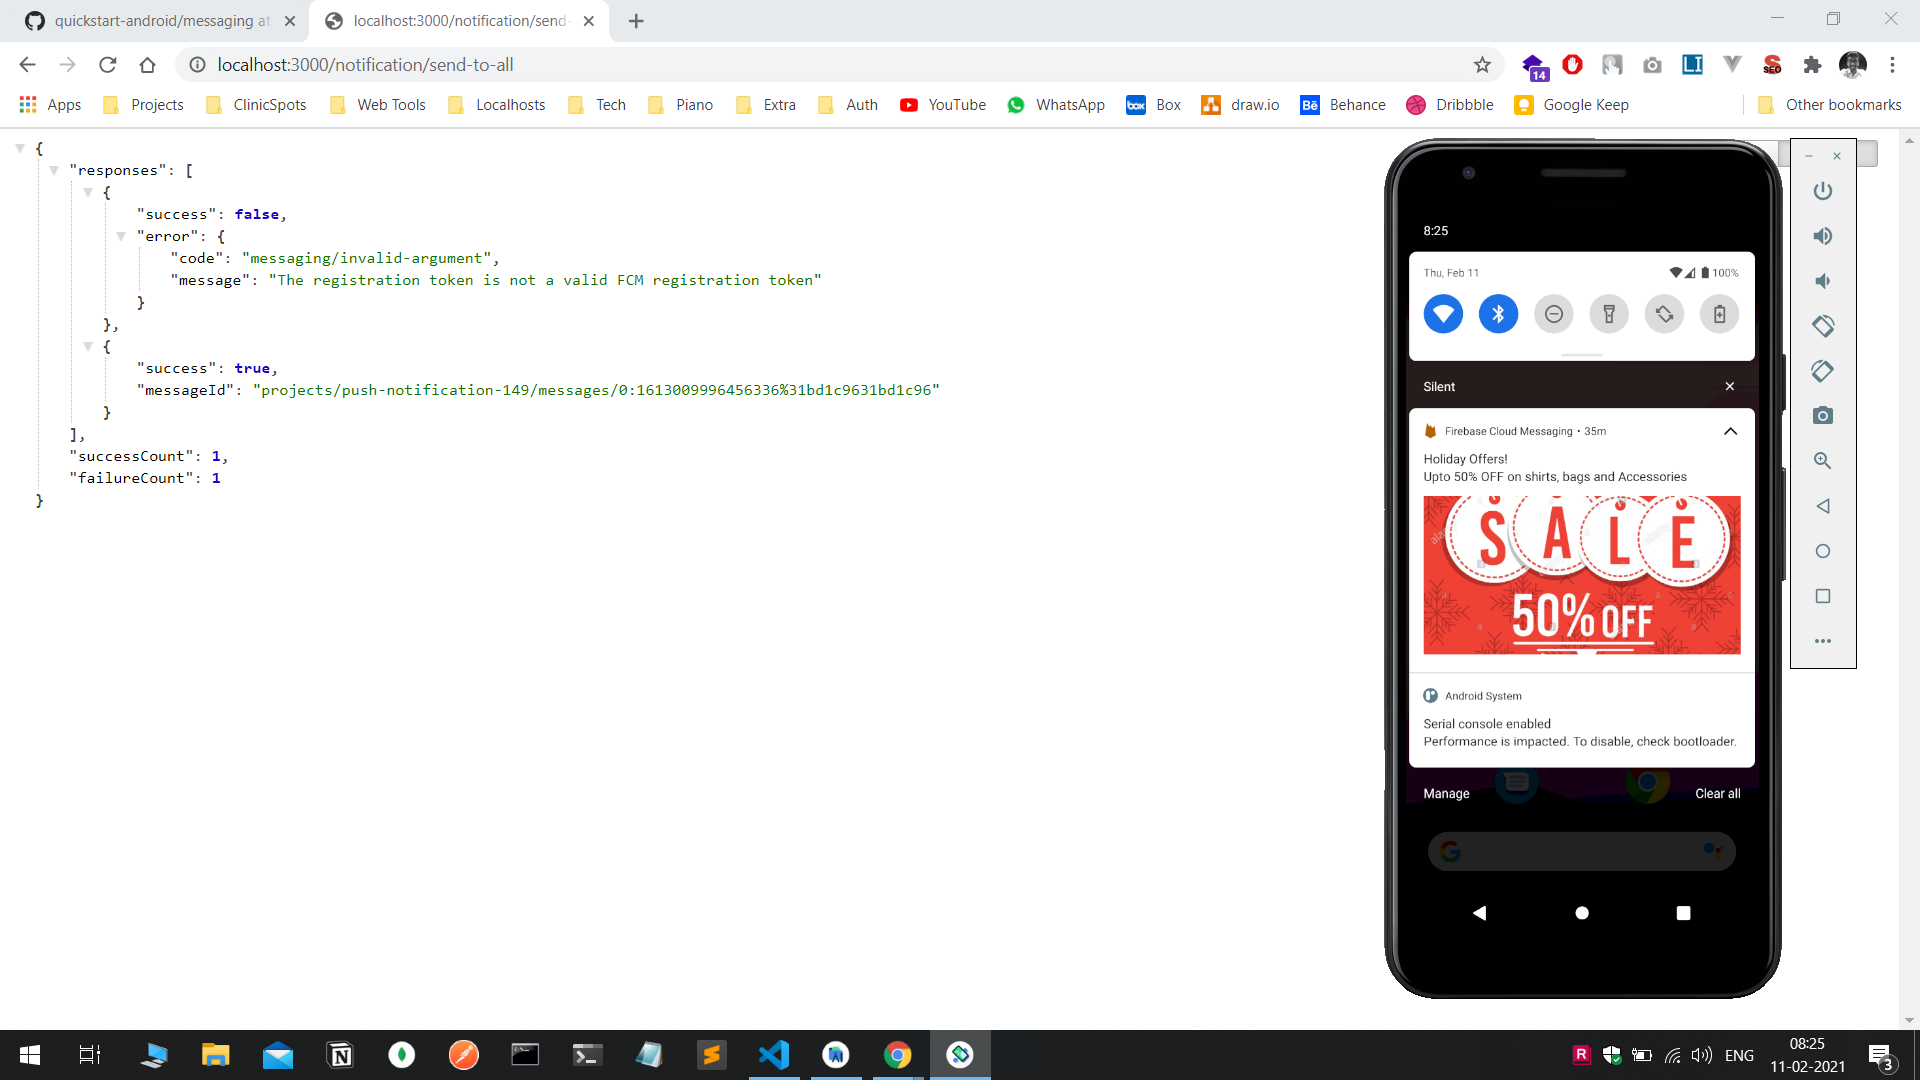 quickstart-android/messaging at
localhost:3000/notification/send-
localhost:3000/notification/send-to-all
14
SEO
Apps
Projects
ClinicSpots
Web Tools
Localhosts
Tech
Piano
Extra
Auth
YouTube
WhatsApp
box
Box
draw.io
Bē
Behance
Dribbble
Google Keep
Other bookmarks
{
"responses": [
{
"success": false,
"error": {
"code": "messaging/invalid-argument",
"message": "The registration token is not a valid FCM registration token"
}
},
{
"success": true,
"messageId": "projects/push-notification-149/messages/0:1613009996456336%31bd1c9631bd1c96"
}
],
"successCount": 1,
"failureCount": 1
}
8:25
Thu, Feb 11
100%
Silent
Firebase Cloud Messaging • 35m
Holiday Offers!
Upto 50% OFF on shirts, bags and Accessories
SALE
50% OFF
Android System
Serial console enabled
Performance is impacted. To disable, check bootloader.
Manage
Clear all
R
ENG
08:25
11-02-2021
3